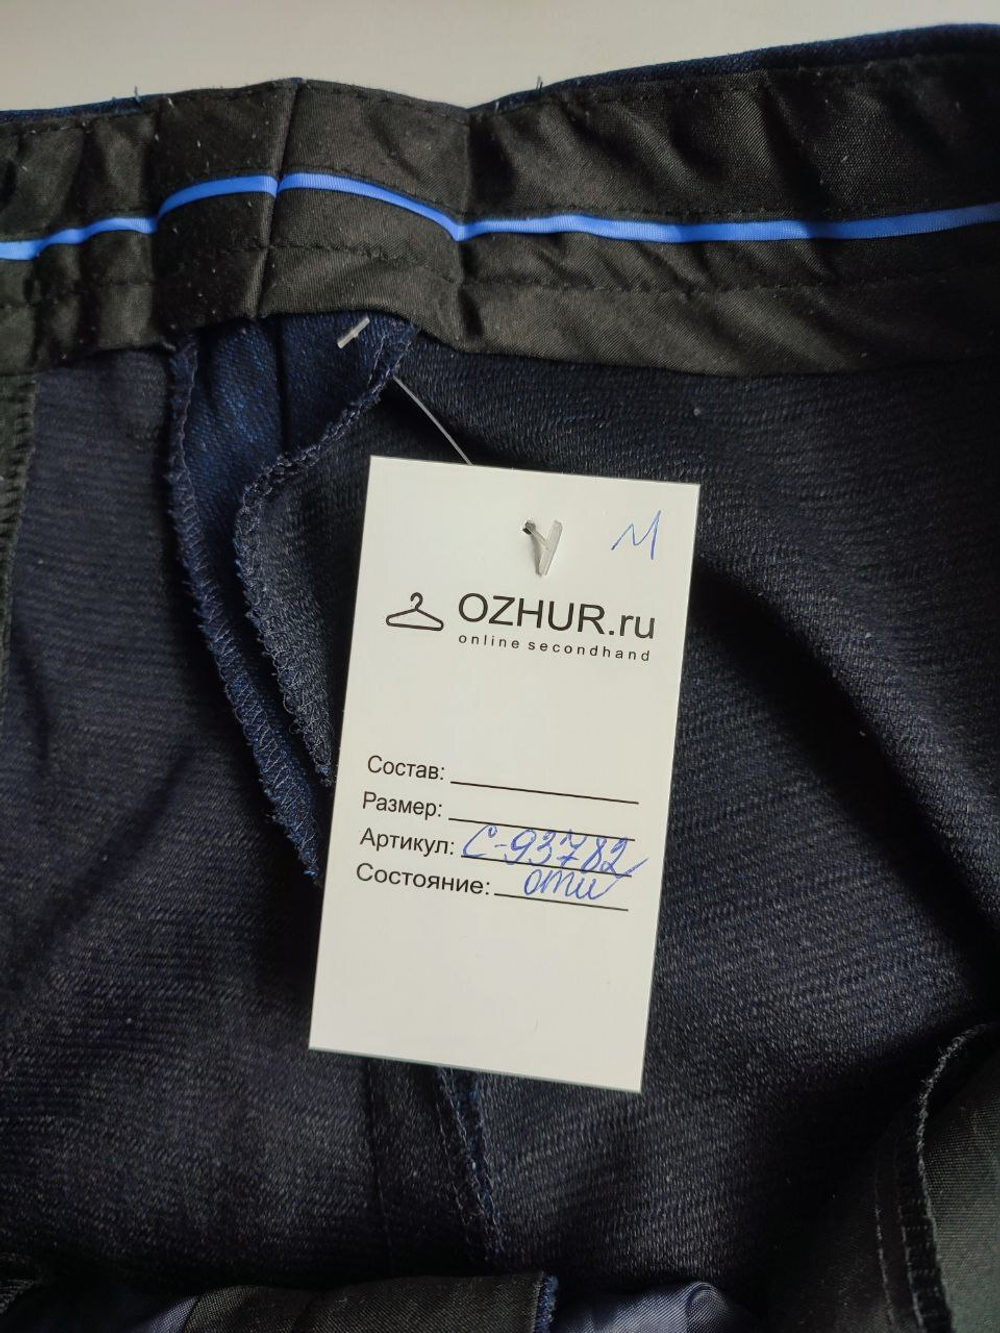 М
OZHUR.ru
online secondhand
Состав:
Размер:
Артикул: С-93782
Состояние: отл